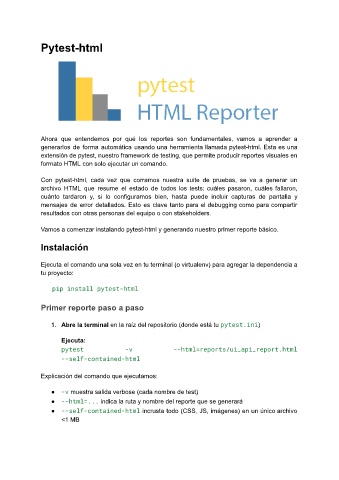 Pytest-html
pytest
HTML Reporter
Ahora que entendemos por qué los reportes son fundamentales, vamos a aprender a
generarlos de forma automática usando una herramienta llamada pytest-html. Esta es una
extensión de pytest, nuestro framework de testing, que permite producir reportes visuales en
formato HTML con solo ejecutar un comando.
Con pytest-html, cada vez que corramos nuestra suite de pruebas, se va a generar un
archivo HTML que resume el estado de todos los tests: cuáles pasaron, cuáles fallaron,
cuánto tardaron y, si lo configuramos bien, hasta puede incluir capturas de pantalla y
mensajes de error detallados. Esto es clave tanto para el debugging como para compartir
resultados con otras personas del equipo o con stakeholders.
Vamos a comenzar instalando pytest-html y generando nuestro primer reporte básico.
Instalación
Ejecuta el comando una sola vez en tu terminal (o virtualenv) para agregar la dependencia a
tu proyecto:
pip install pytest-html
Primer reporte paso a paso
1. Abre la terminal en la raíz del repositorio (donde está tu pytest.ini)
Ejecuta:
pytest -v --html=reports/ui_api_report.html
--self-contained-html
Explicación del comando que ejecutamos:
● -v muestra salida verbose (cada nombre de test)
● --html=... indica la ruta y nombre del reporte que se generará
● --self-contained-html incrusta todo (CSS, JS, imágenes) en un único archivo
<1 MB